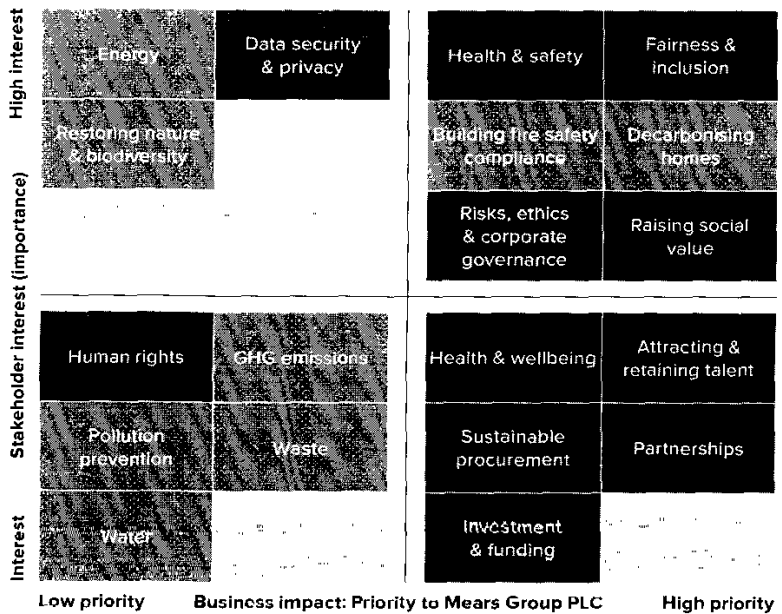 High interest
Stakeholder interest (importance)
Interest
Energy
Data security
& privacy
Restoring nature
& biodiversity
Health & safety
Fairness &
inclusion
Building fire safety
compliance
Decarbonising
homes
Risks, ethics
& corporate
governance
Raising social
value
Human rights
GHG emissions
Pollution
prevention
Waste
Water
Health & wellbeing
Attracting &
retaining talent
Sustainable
procurement
Partnerships
Investment
& funding
Low priority
Business impact: Priority to Mears Group PLC
High priority